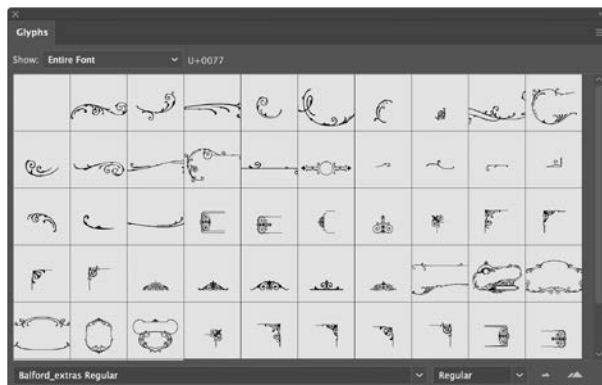 Glyphs
Show: Entire Font U+0077
Balford_extras Regular Regular